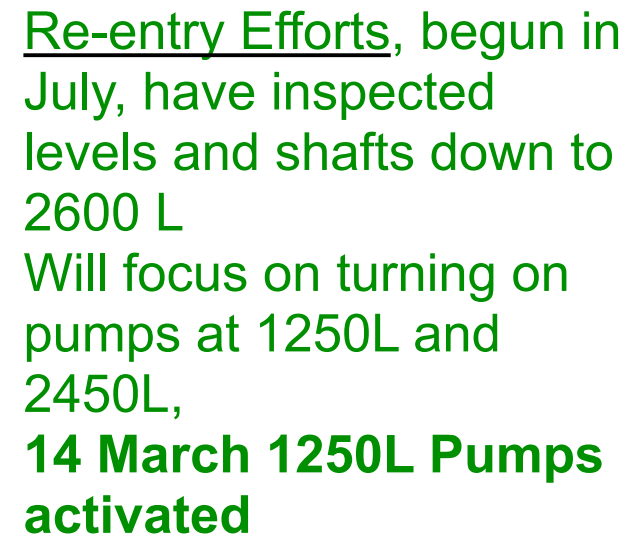 Re-entry Efforts, begun in
July, have inspected
levels and shafts down to
2600 L
Will focus on turning on
pumps at 1250L and
2450L,
14 March 1250L Pumps
activated